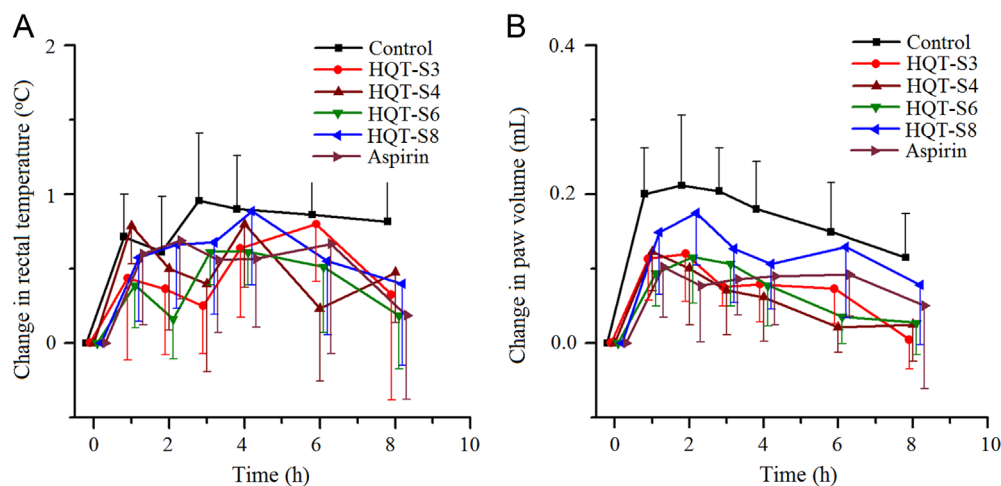 A
Change in rectal temperature (ºC)
2
1
0
0
2
4
6
8
10
Time (h)
Control
HQT-S3
HQT-S4
HQT-S6
HQT-S8
Aspirin
B
Change in paw volume (mL)
0.4
0.2
0.0
0
2
4
6
8
10
Time (h)
Control
HQT-S3
HQT-S4
HQT-S6
HQT-S8
Aspirin